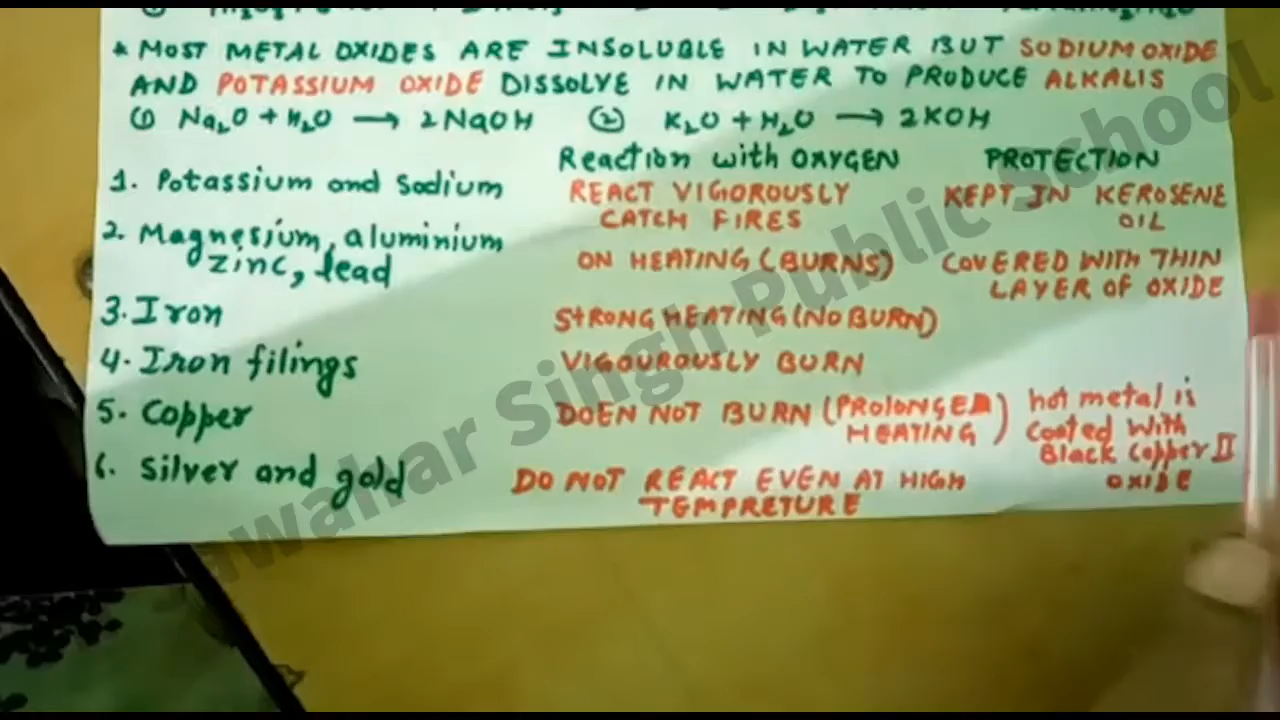 * MOST METAL OXIDES ARE INSOLUBLE IN WATER BUT SODIUM OXIDE
AND POTASSIUM OXIDE DISSOLVE IN WATER TO PRODUCE ALKALIS
① Na₂O + H₂O → 2NaOH ② K₂O + H₂O → 2KOH
Reaction with OXYGEN PROTECTION
1. Potassium and Sodium REACT VIGOROUSLY KEPT IN KEROSENE
CATCH FIRES OIL
2. Magnesium, aluminium ON HEATING (BURNS) COVERED WITH THIN
zinc, lead LAYER OF OXIDE
3. Iron STRONG HEATING (NO BURN)
4. Iron filings VIGOUROUSLY BURN
5. Copper DOEN NOT BURN (PROLONGED HEATING) hot metal is
coated with
Black Copper II
OXIDE
6. Silver and gold DO NOT REACT EVEN AT HIGH
TEMPRETURE
awahar Singh Public School